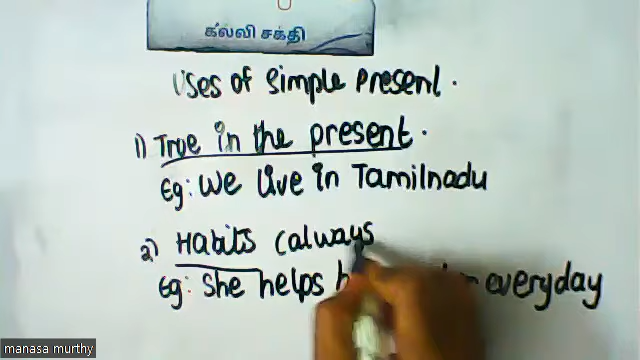 கல்வி சக்தி
Uses of Simple Present.
1) True in the present.
Eg: We live in Tamilnadu
2) Habits (always
Eg: She helps everyday
manasa murthy